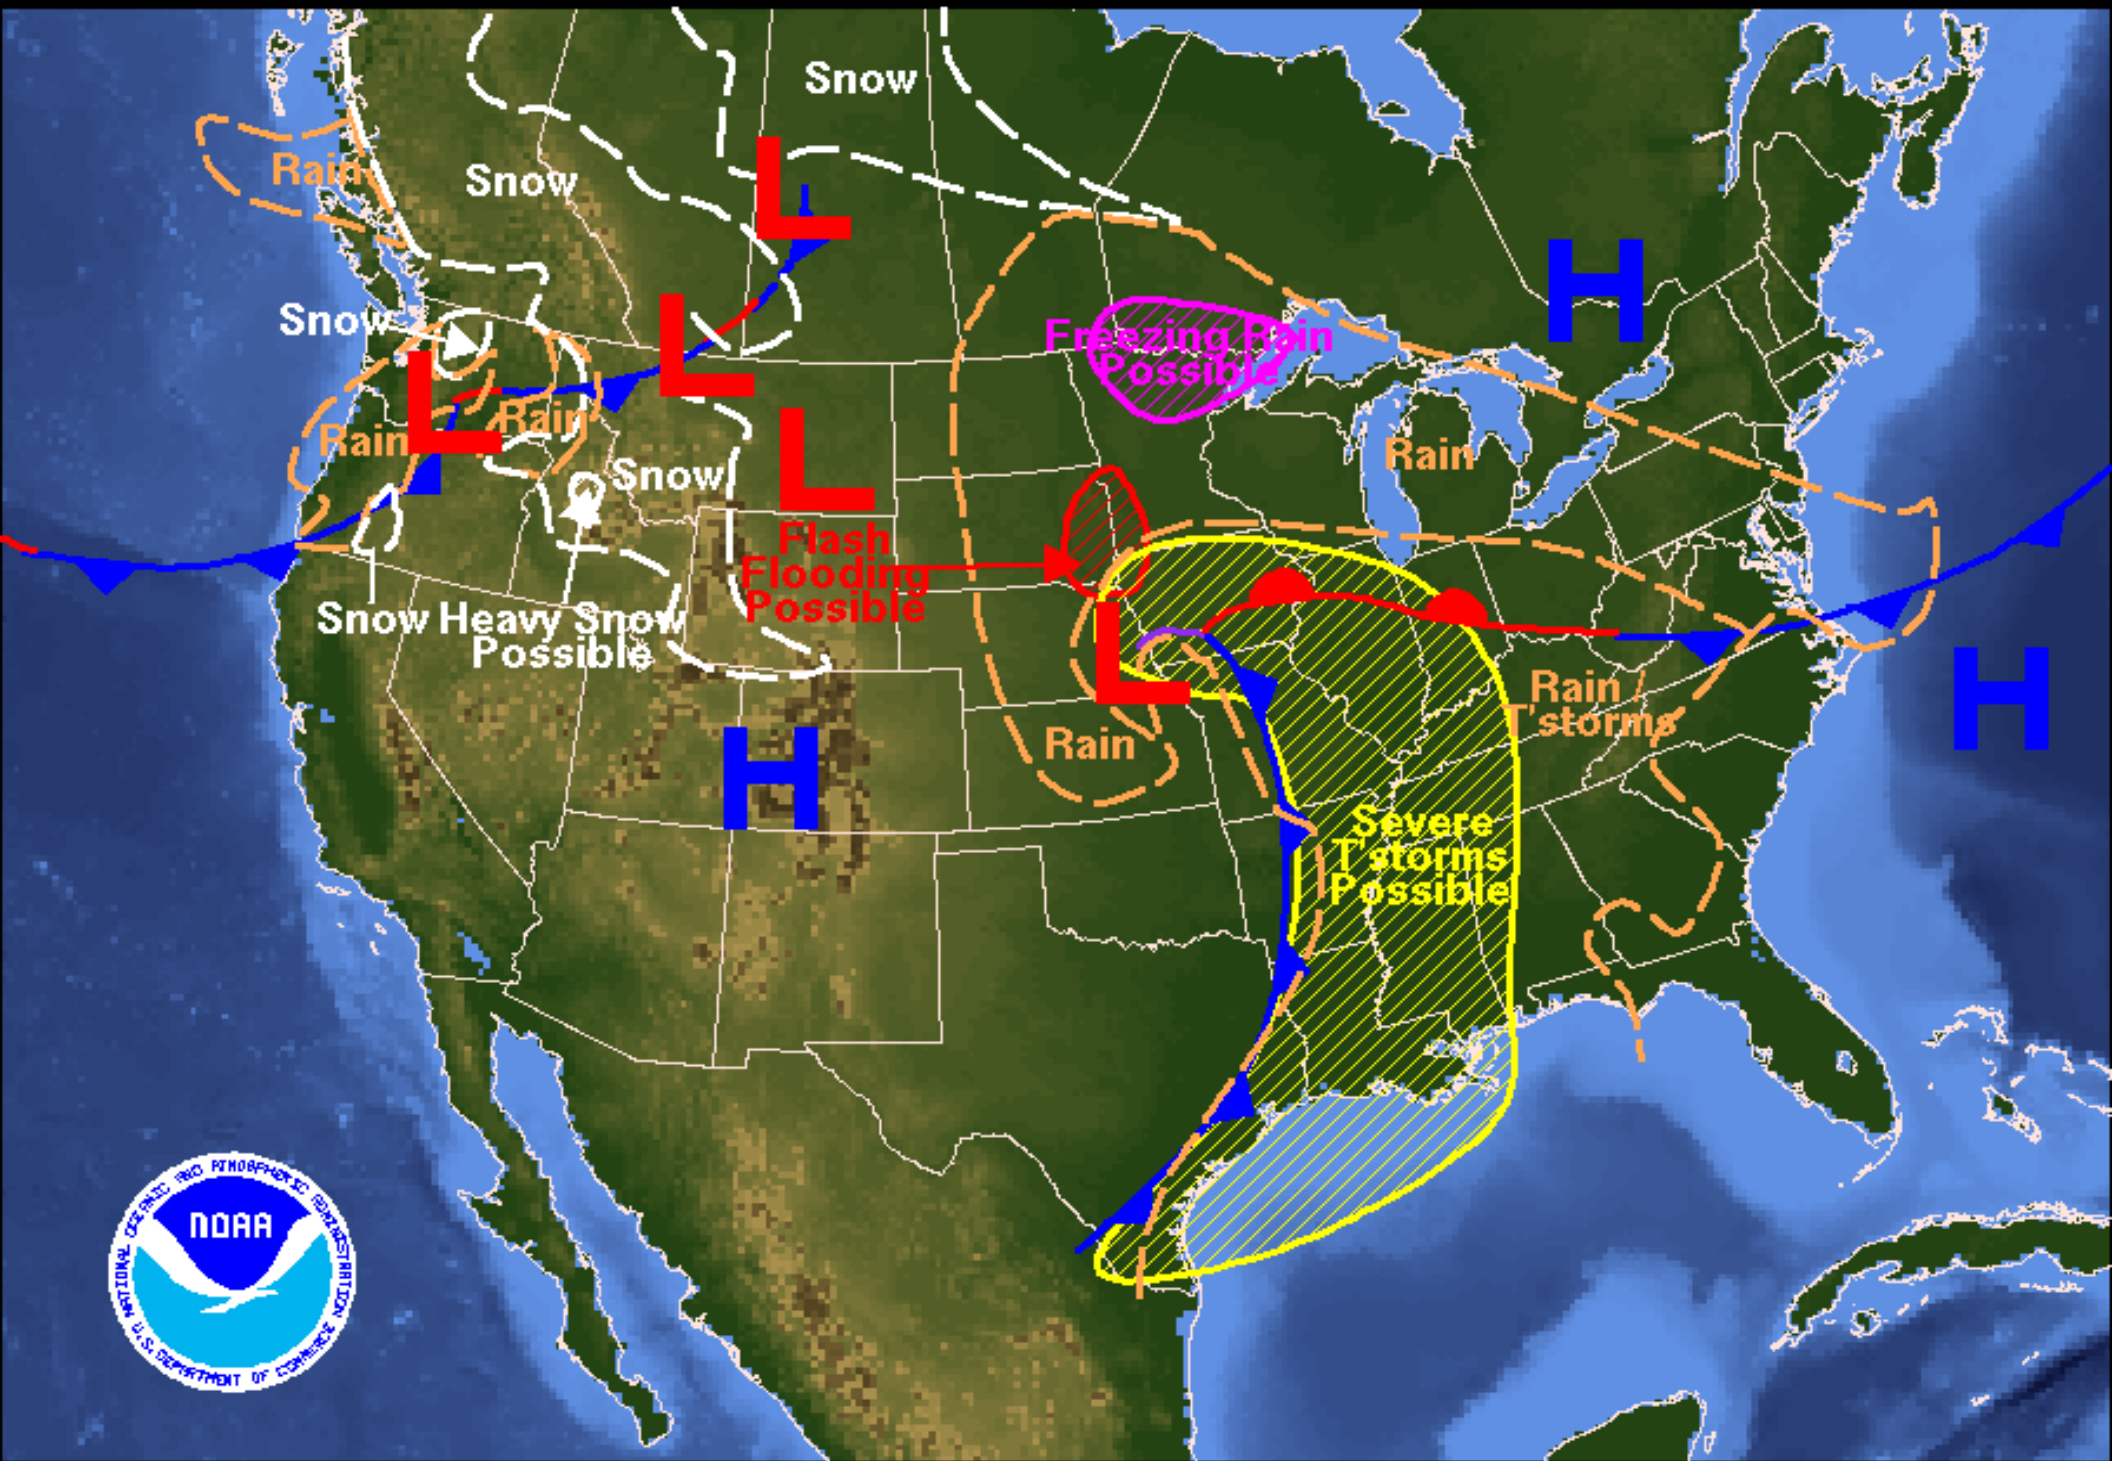 Snow
L
Rain
Snow
H
L
Snow
Freezing Rain
Possible
L
Rain
Rain
L
Snow
Rain
Flash
Flooding
Possible
Snow
Heavy Snow
Possible
L
H
Rain /
T'storms
Rain
H
Severe
T'storms
Possible
NATIONAL OCEANIC AND ATMOSPHERIC ADMINISTRATION
NOAA
U.S. DEPARTMENT OF COMMERCE